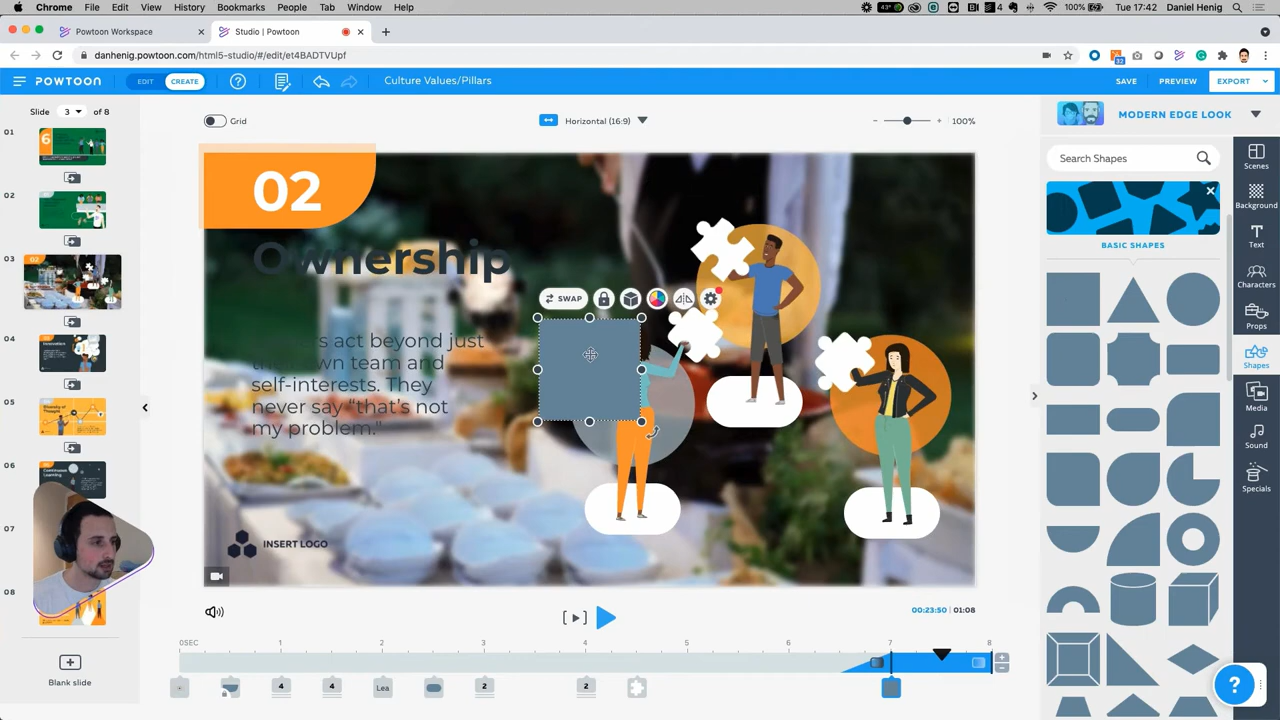 Chrome File Edit View History Bookmarks People Tab Window Help 43° 4 100% Tue 17:42 Daniel Henig
Powtoon Workspace Studio | Powtoon
danhenig.powtoon.com/html5-studio/#/edit/et4BADTVUpf 32
POWTOON EDIT CREATE Culture Values/Pillars SAVE PREVIEW EXPORT
Slide 3 of 8 Grid Horizontal (16:9) 100% MODERN EDGE LOOK
01
02
03
04
05
06
07
08
Blank slide
02
Ownership
act beyond just
own team and
self-interests. They
never say “that’s not
my problem.”
INSERT LOGO
SWAP
Search Shapes
BASIC SHAPES
Scenes
Background
Text
Characters
Props
Shapes
Media
Sound
Specials
00:23:50 01:08
0SEC 1 2 3 4 5 6 7 8
4 4 Lea 2 2
?